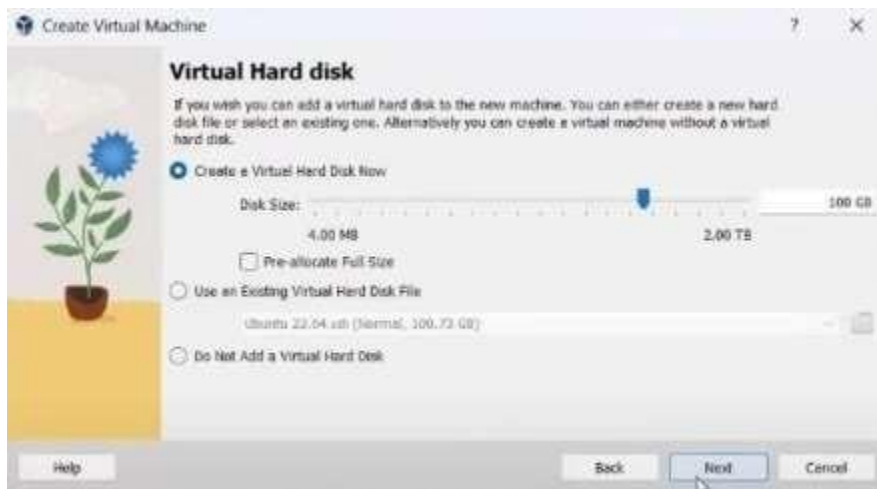 Create Virtual Machine
? ×
Virtual Hard disk
If you wish you can add a virtual hard disk to the new machine. You can either create a new hard
disk file or select an existing one. Alternatively you can create a virtual machine without a virtual
hard disk.
Create a Virtual Hard Disk Now
Disk Size:
100 GB
4.00 MB
2.00 TB
Pre-allocate Full Size
Use an Existing Virtual Hard Disk File
(Normal, 100.73 GB)
Do Not Add a Virtual Hard Disk
Help
Back
Next
Cancel